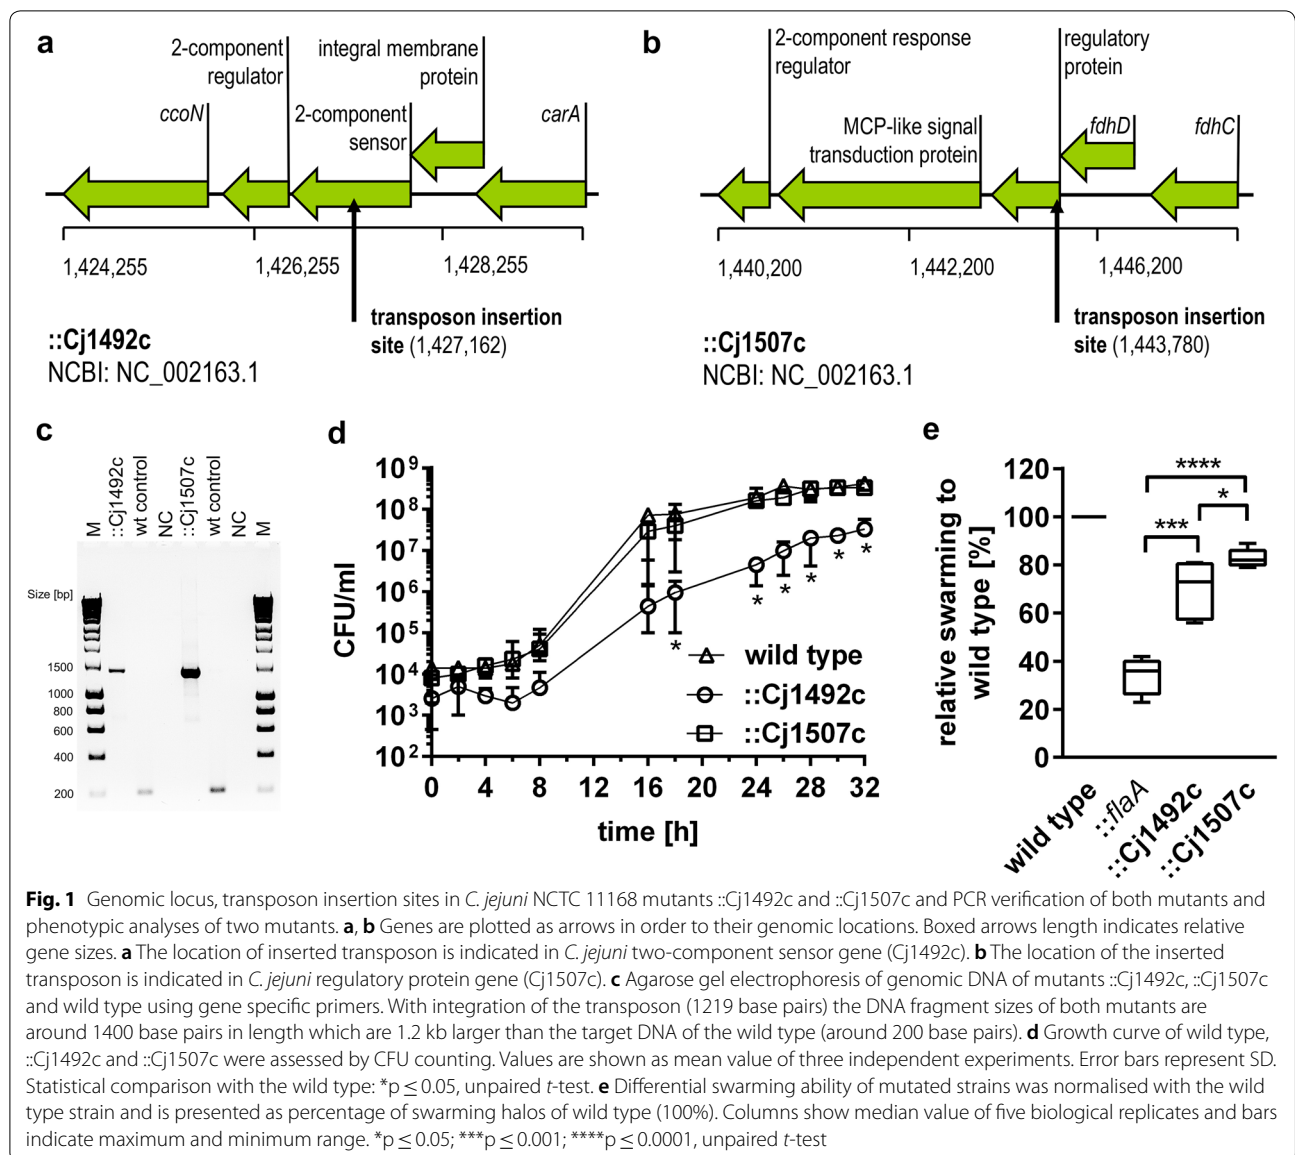 a
2-component
regulator
integral membrane
protein
ccoN
2-component
sensor
carA
1,424,255
1,426,255
1,428,255
transposon insertion
site (1,427,162)
::Cj1492c
NCBI: NC_002163.1
b
2-component response
regulator
regulatory
protein
MCP-like signal
transduction protein
fdhD
fdhC
1,440,200
1,442,200
1,446,200
transposon insertion
site (1,443,780)
::Cj1507c
NCBI: NC_002163.1
c
M
::Cj1492c
wt control
NC
::Cj1507c
wt control
NC
M
Size [bp]
1500
1000
800
600
400
200
d
CFU/ml
10⁹
10⁸
10⁷
10⁶
10⁵
10⁴
10³
10²
* * * * * *
wild type
::Cj1492c
::Cj1507c
0 4 8 12 16 20 24 28 32
time [h]
e
relative swarming to
wild type [%]
120
100
80
60
40
20
0
****
*
***
wild type
::flaA
::Cj1492c
::Cj1507c
Fig. 1 Genomic locus, transposon insertion sites in C. jejuni NCTC 11168 mutants ::Cj1492c and ::Cj1507c and PCR verification of both mutants and
phenotypic analyses of two mutants. a, b Genes are plotted as arrows in order to their genomic locations. Boxed arrows length indicates relative
gene sizes. a The location of inserted transposon is indicated in C. jejuni two-component sensor gene (Cj1492c). b The location of the inserted
transposon is indicated in C. jejuni regulatory protein gene (Cj1507c). c Agarose gel electrophoresis of genomic DNA of mutants ::Cj1492c, ::Cj1507c
and wild type using gene specific primers. With integration of the transposon (1219 base pairs) the DNA fragment sizes of both mutants are
around 1400 base pairs in length which are 1.2 kb larger than the target DNA of the wild type (around 200 base pairs). d Growth curve of wild type,
::Cj1492c and ::Cj1507c were assessed by CFU counting. Values are shown as mean value of three independent experiments. Error bars represent SD.
Statistical comparison with the wild type: *p ≤ 0.05, unpaired t-test. e Differential swarming ability of mutated strains was normalised with the wild
type strain and is presented as percentage of swarming halos of wild type (100%). Columns show median value of five biological replicates and bars
indicate maximum and minimum range. *p ≤ 0.05; ***p ≤ 0.001; ****p ≤ 0.0001, unpaired t-test